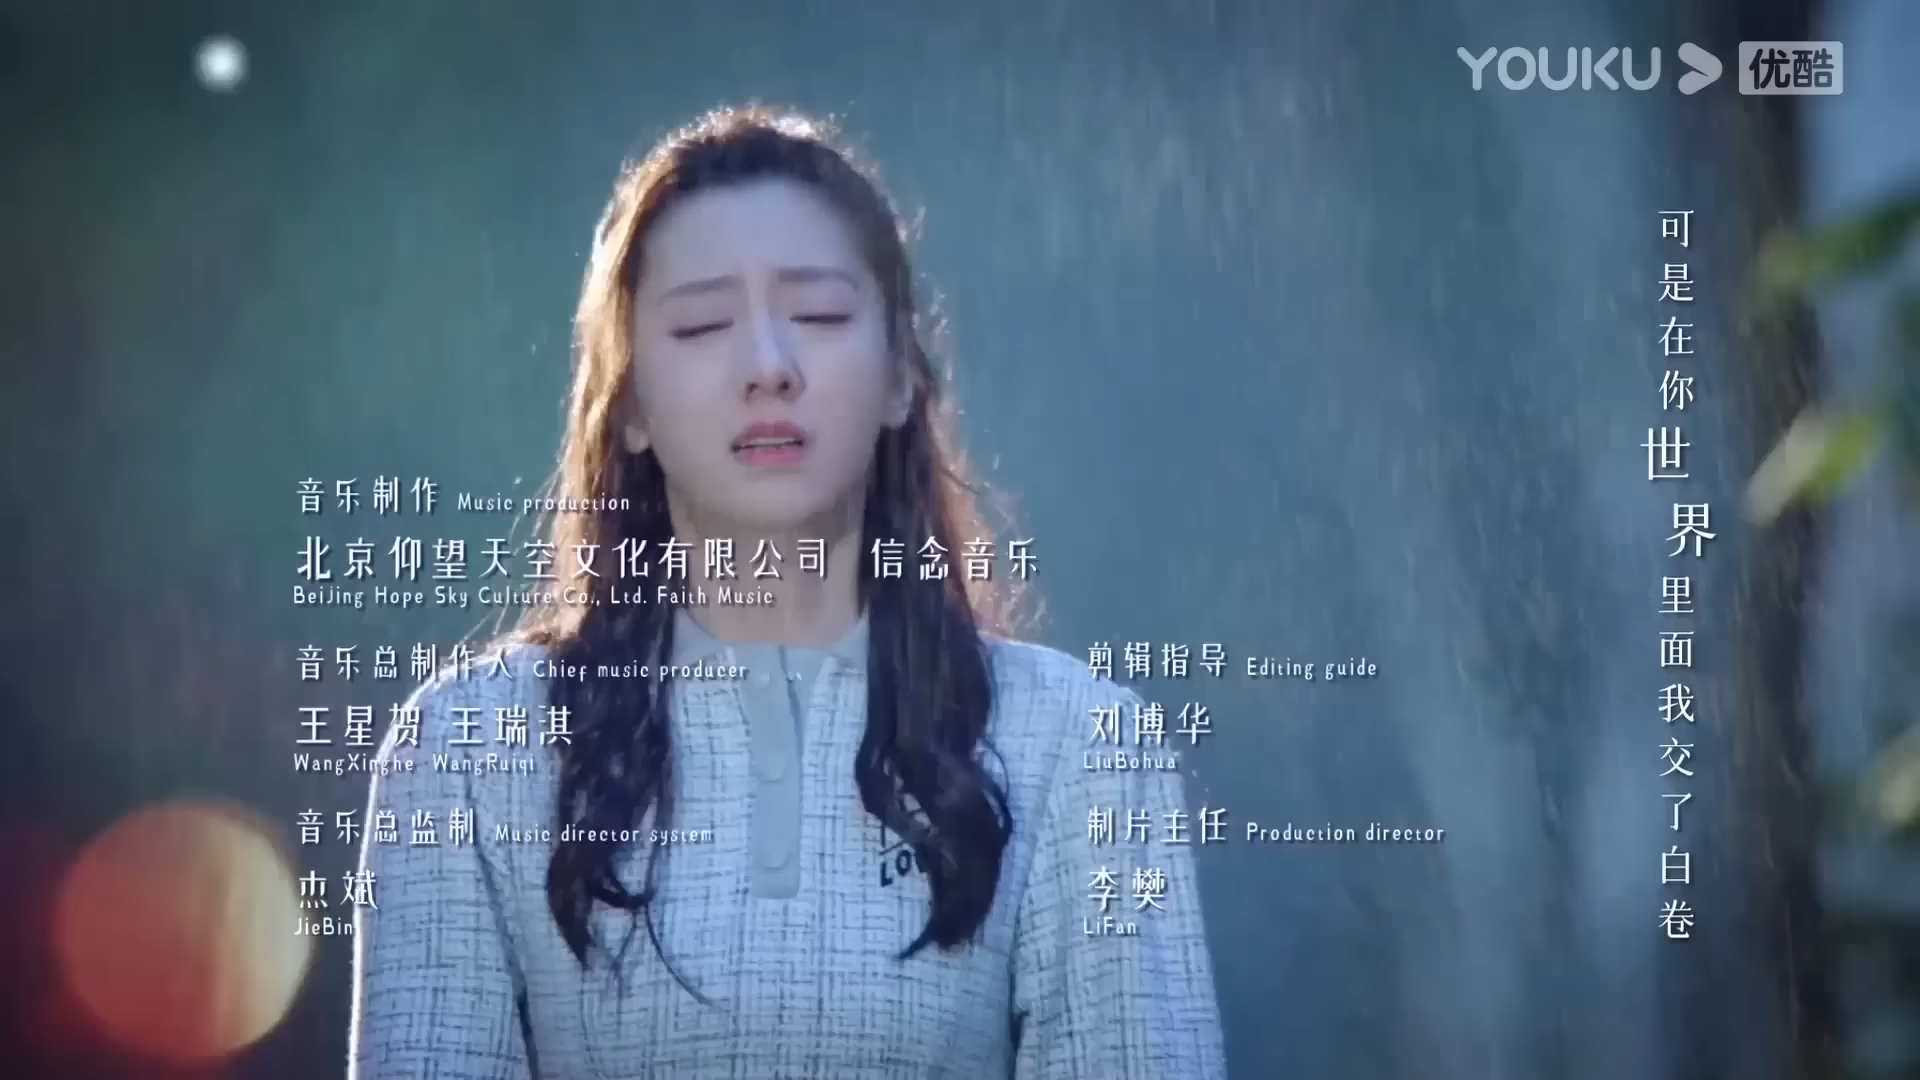 YOUKU 优酷
可是在你世界里面我交了白卷
音乐制作 Music production
北京仰望天空文化有限公司 信念音乐
BeiJing Hope Sky Culture Co., Ltd. Faith Music
音乐总制作人 Chief music producer
王星贺 王瑞淇
WangXinghe WangRuiqi
音乐总监制 Music director system
杰斌
JieBin
剪辑指导 Editing guide
刘博华
LiuBohua
制片主任 Production director
李樊
LiFan